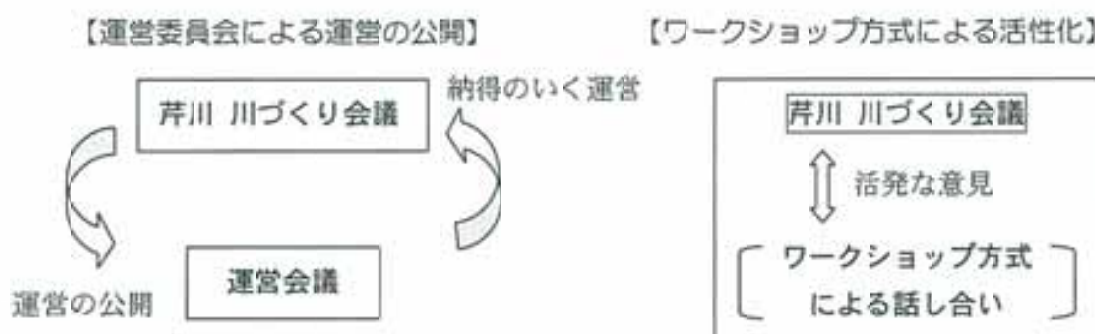 【運営委員会による運営の公開】
芹川 川づくり会議
納得のいく運営
運営の公開
運営会議
【ワークショップ方式による活性化】
芹川 川づくり会議
活発な意見
ワークショップ方式
による話し合い